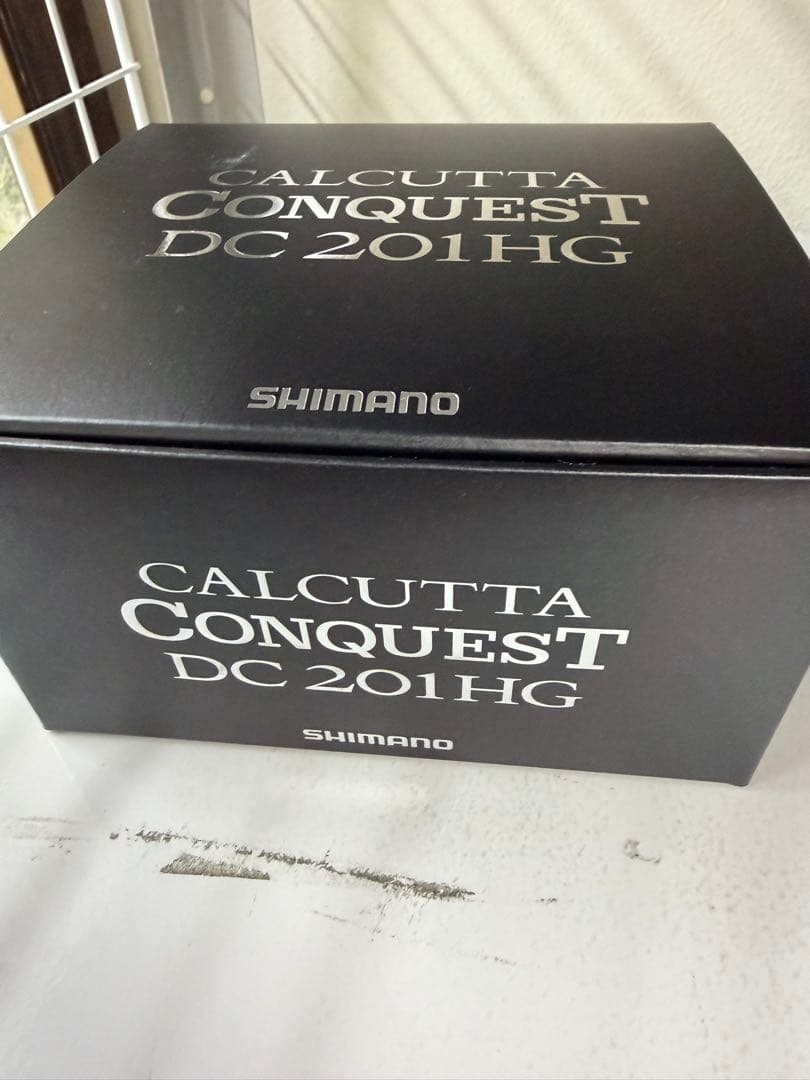 CALCUTTA
CONQUEST
DC 201HG
SHIMANO
CALCUTTA
CONQUEST
DC 201HG
SHIMANO